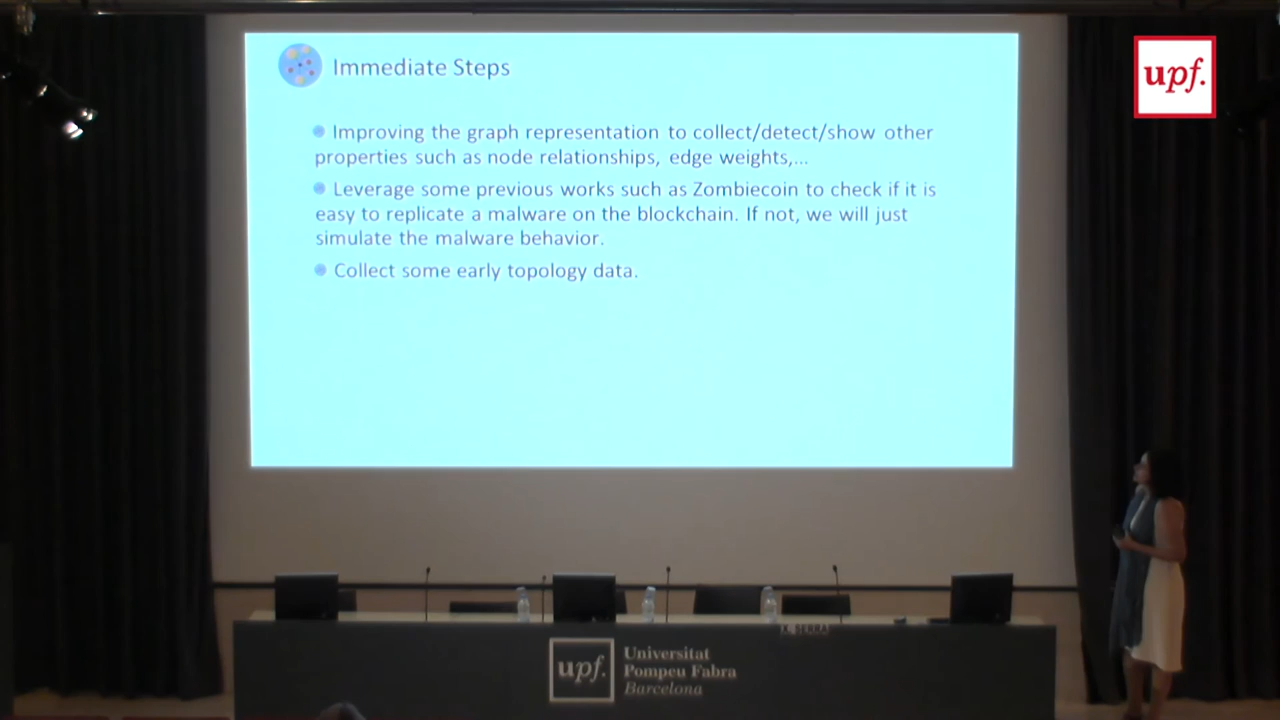 Immediate Steps
upf.
Improving the graph representation to collect/detect/show other
properties such as node relationships, edge weights,...
Leverage some previous works such as Zombiecoin to check if it is
easy to replicate a malware on the blockchain. If not, we will just
simulate the malware behavior.
Collect some early topology data.
X. SERRA
upf.
Universitat
Pompeu Fabra
Barcelona